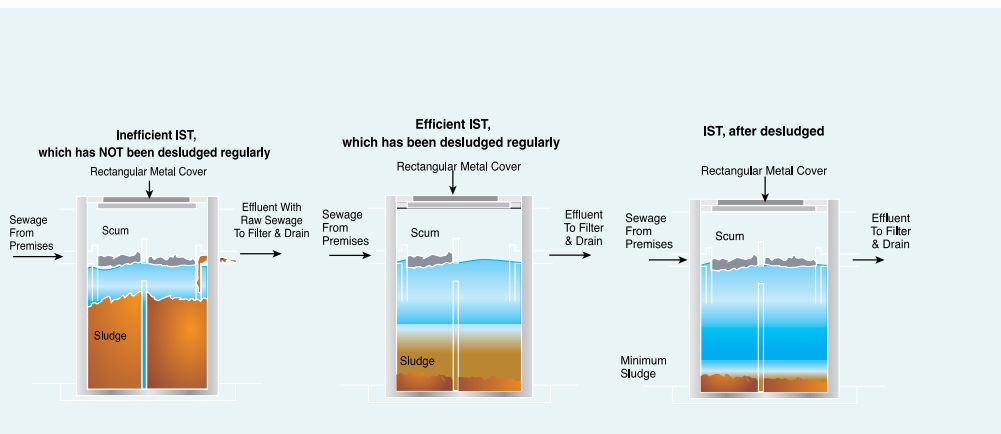 Inefficient IST,
which has NOT been desludged regularly
Rectangular Metal Cover
Sewage
From
Premises
Scum
Effluent With
Raw Sewage
To Filter & Drain
Sludge
Efficient IST,
which has been desludged regularly
Rectangular Metal Cover
Sewage
From
Premises
Scum
Effluent
To Filter
& Drain
Sludge
IST, after desludged
Rectangular Metal Cover
Sewage
From
Premises
Scum
Effluent
To Filter
& Drain
Minimum
Sludge